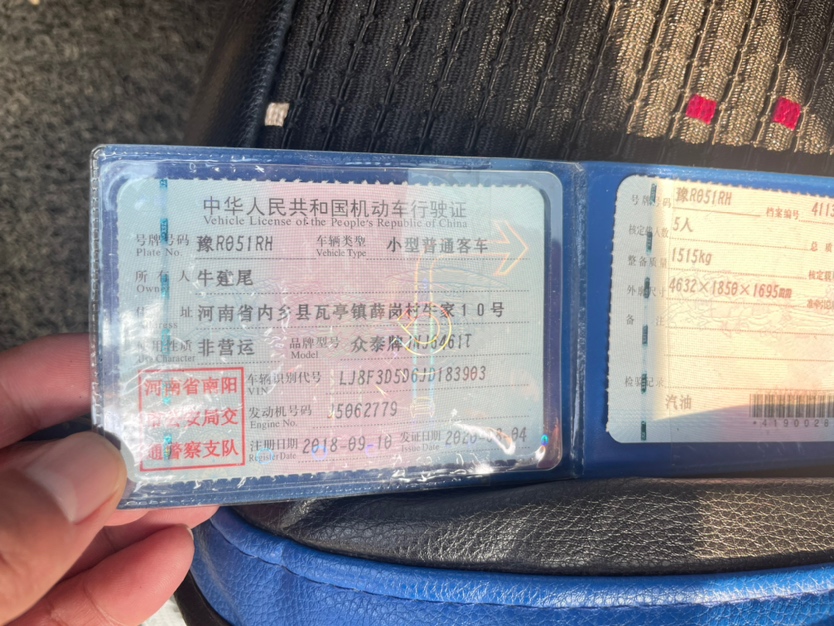 中华人民共和国机动车行驶证
Vehicle License of the People's Republic of China
号牌号码 Plate No. 豫R051RH 车辆类型 Vehicle Type 小型普通客车
所有人 Owner 牛建尾
住址 Address 河南省内乡县瓦亭镇薛岗村牛家10号
使用性质 Use Character 非营运 品牌型号 Model 众泰牌
车辆识别代号 VIN
发动机号码 Engine No. J5062779
注册日期 Register Date 2018-09-10 发证日期 Issue Date
河南省南阳
市公安局交
通警察支队
号牌号码 豫R051RH 档案编号 4113
核定载人数 5人 总质
整备质量 1515kg 核定载
外廓尺寸 4632×1850×1695mm
备注
检验记录
汽油